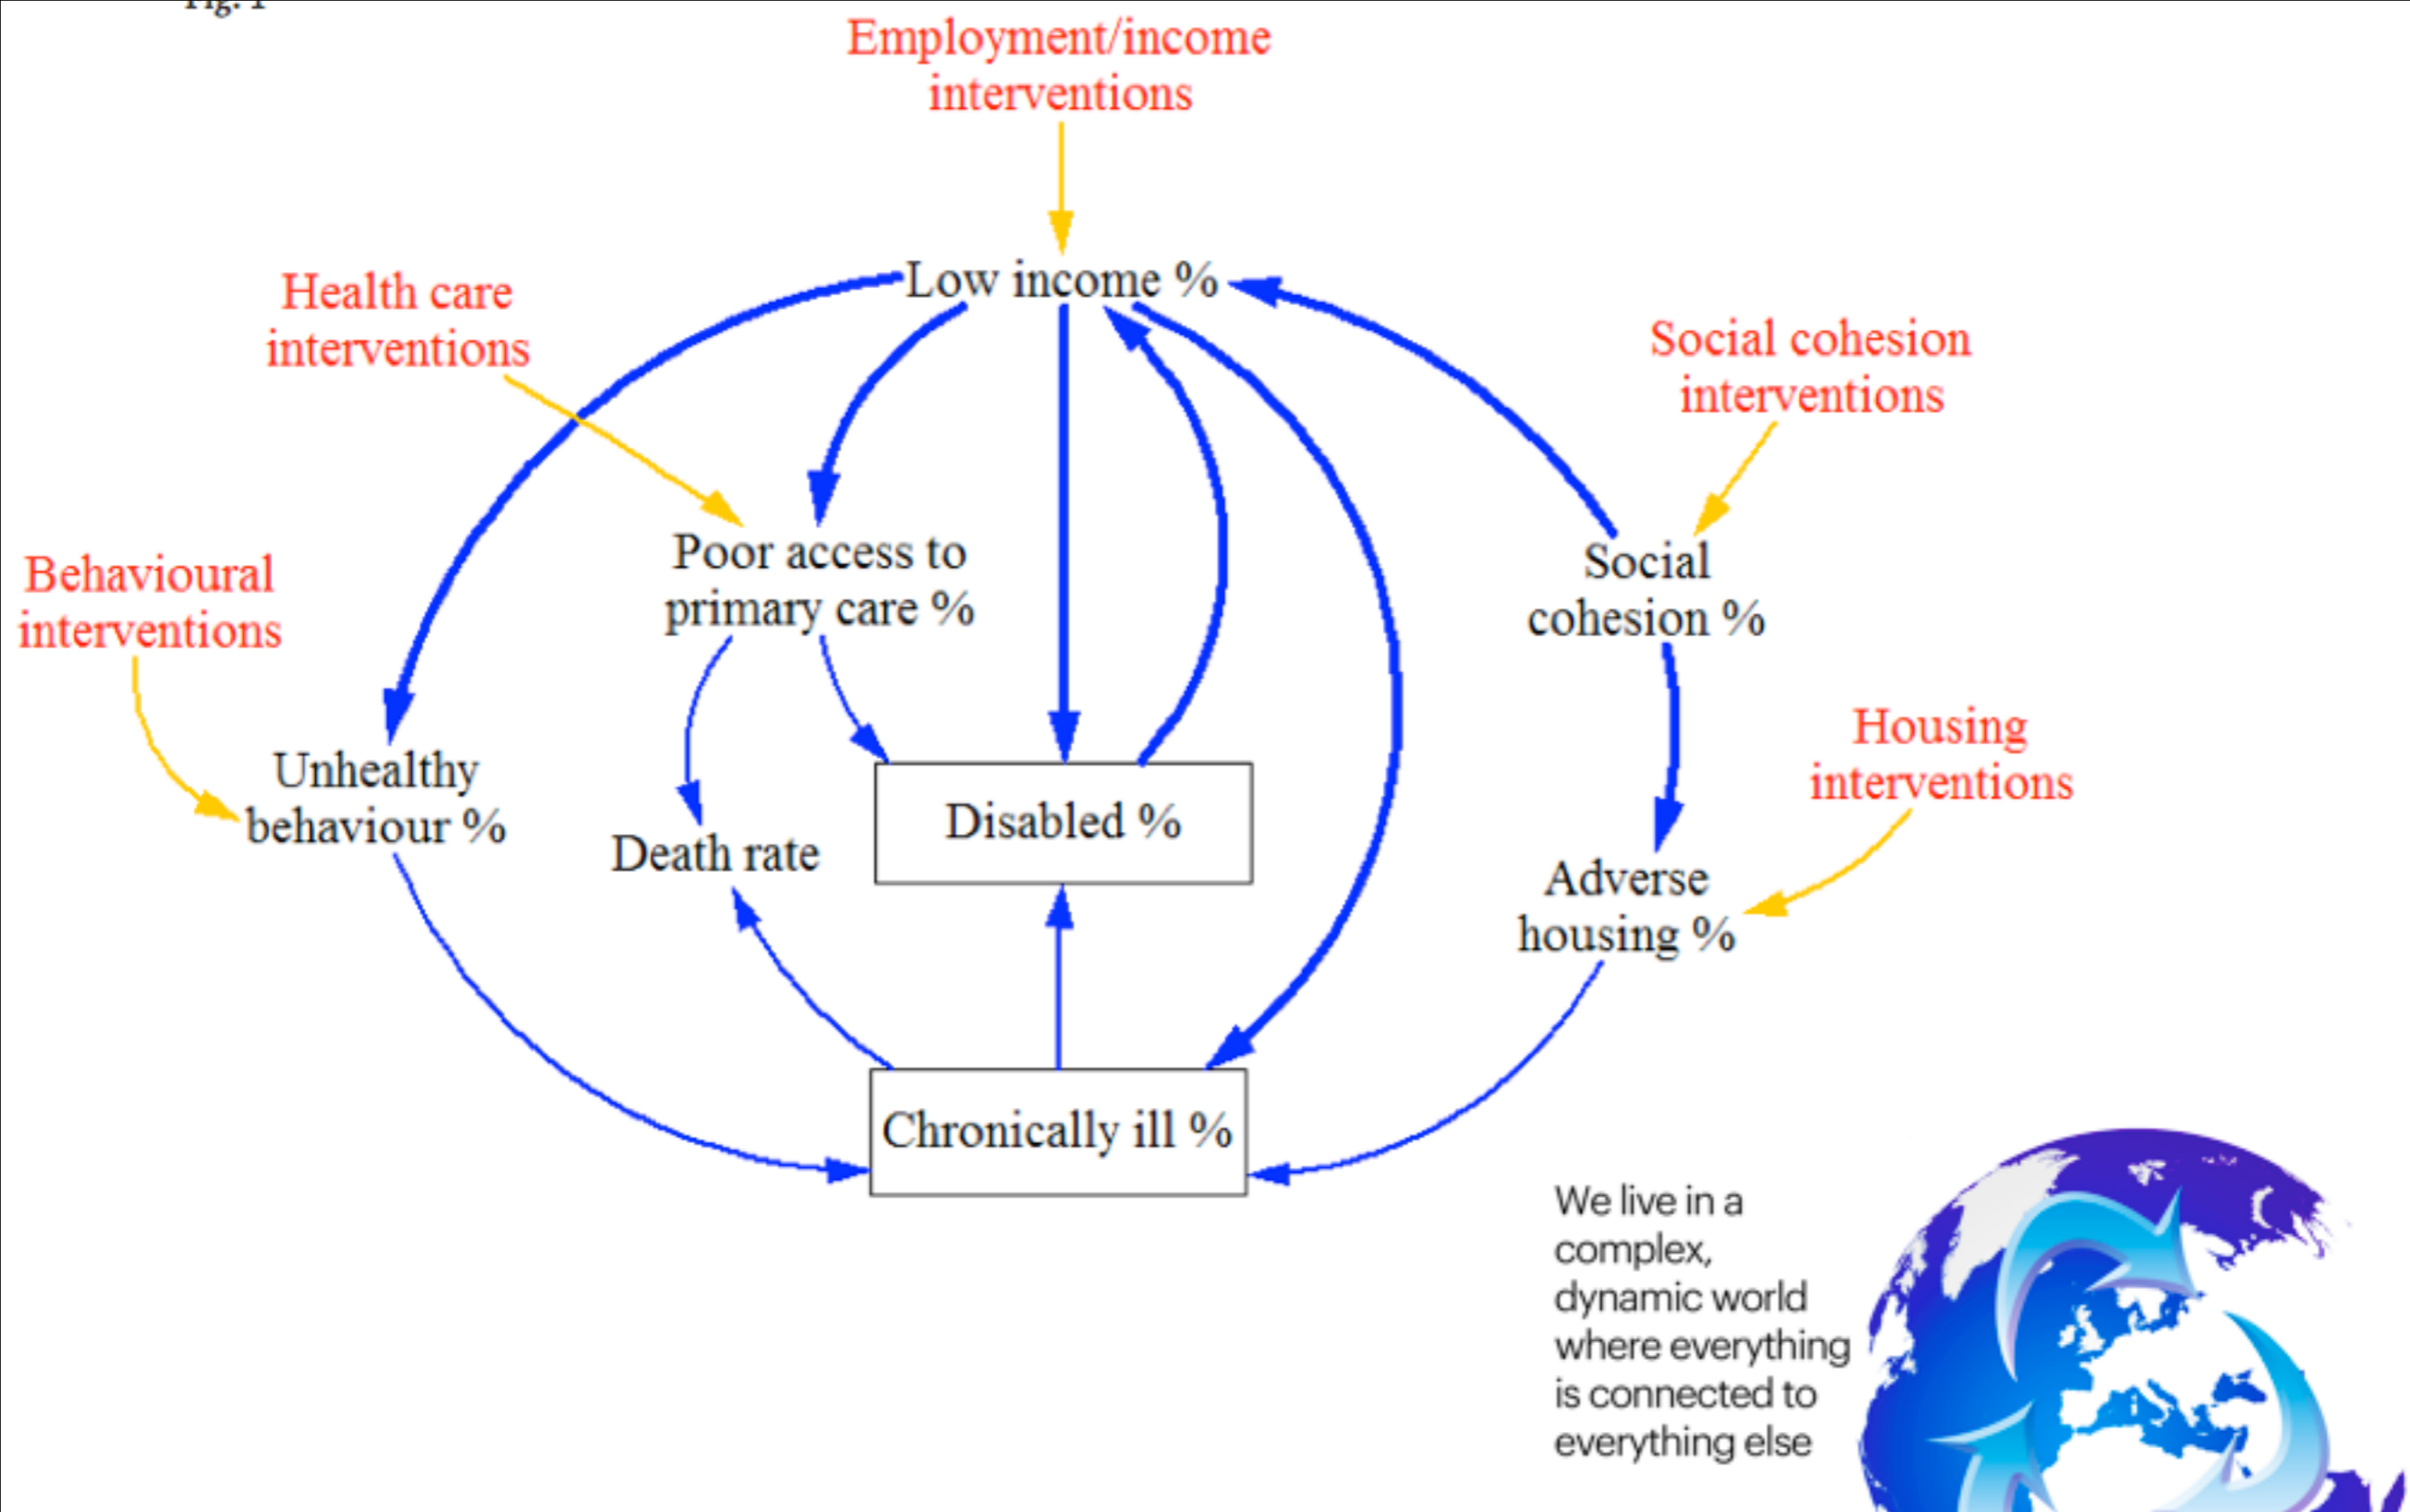 Fig. 1
Employment/income
interventions
Low income %
Health care
interventions
Social cohesion
interventions
Poor access to
primary care %
Social
cohesion %
Behavioural
interventions
Housing
interventions
Unhealthy
behaviour %
Disabled %
Death rate
Adverse
housing %
Chronically ill %
We live in a
complex,
dynamic world
where everything
is connected to
everything else